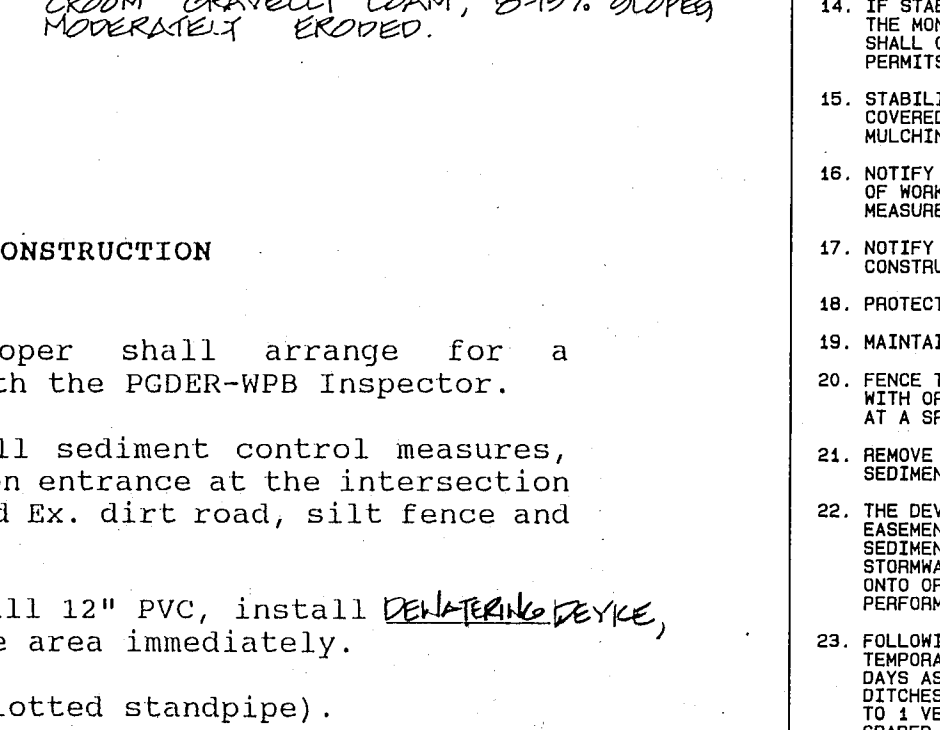 CROOM GRAVELLY LOAM, 8-15% SLOPES
MODERATELY ERODED.
ONSTRUCTION
oper shall arrange for a
th the PGDER-WPB Inspector.
ll sediment control measures,
on entrance at the intersection
d Ex. dirt road, silt fence and
all 12" PVC, install DEWATERING DEVICE,
e area immediately.
lotted standpipe).
14. IF STAB
THE MON
SHALL
PERMITS
15. STABILI
COVERED
MULCHIN
16. NOTIFY
OF WORK
MEASURE
17. NOTIFY
CONSTRU
18. PROTECT
19. MAINTAI
20. FENCE T
WITH OR
AT A SP
21. REMOVE
SEDIMEN
22. THE DEV
EASEMEN
SEDIMEN
STORMWA
ONTO OF
PERFORM
23. FOLLOWI
TEMPORA
DAYS AS
DITCHES
TO 1 VE